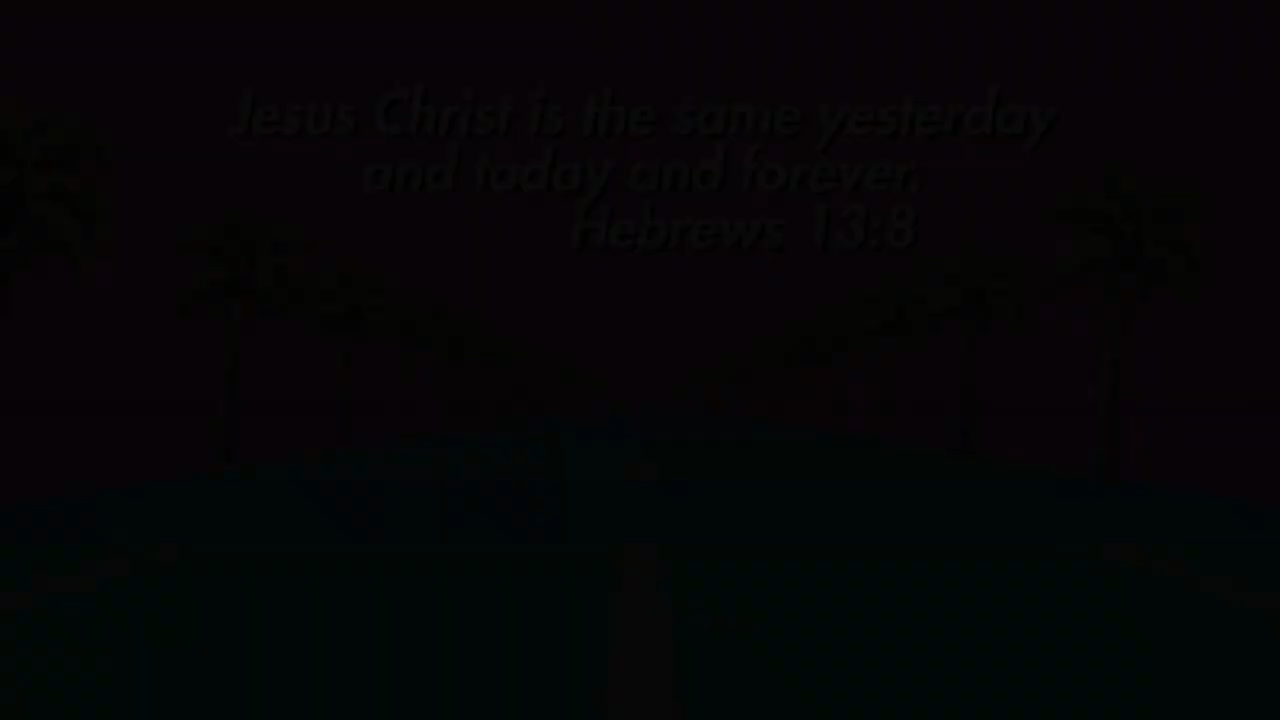 Jesus Christ is the same yesterday
and today and forever.
Hebrews 13:8